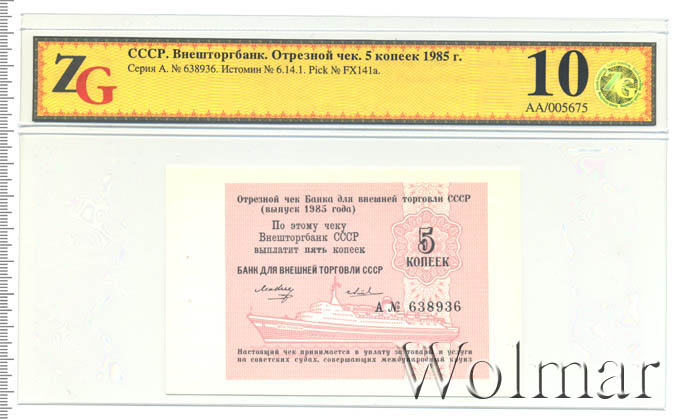 ZG
СССР. Внешторгбанк. Отрезной чек. 5 копеек 1985 г.
Серия А. № 638936. Истомин № 6.14.1. Pick № FX141a.
10
AA/005675
Отрезной чек Банка для внешней торговли СССР
(выпуск 1985 года)
По этому чеку
Внешторгбанк СССР
выплатит пять копеек
5
КОПЕЕК
БАНК ДЛЯ ВНЕШНЕЙ ТОРГОВЛИ СССР
А № 638936
Настоящий чек принимается в уплату за товары и услуги
на советских судах, совершающих международный круиз
Wolmar